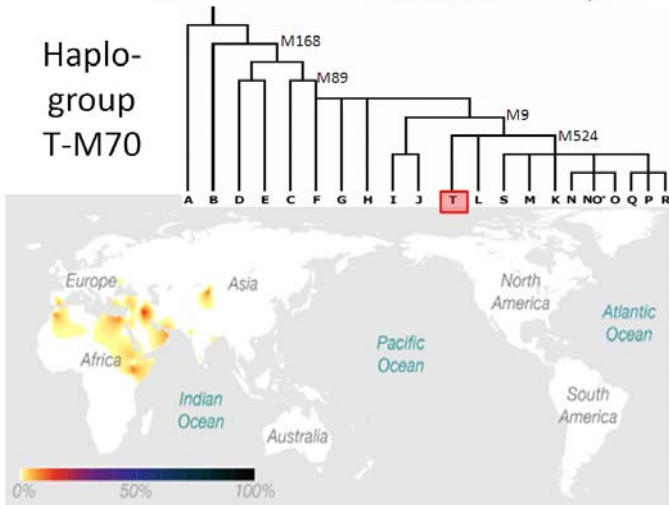 Haplo-
group
T-M70
M168
M89
M9
M524
A B D E C F G H I J T L S M K N NO* O Q P R
Europe
Asia
Africa
Indian
Ocean
Australia
Pacific
Ocean
North
America
Atlantic
Ocean
South
America
0% 50% 100%